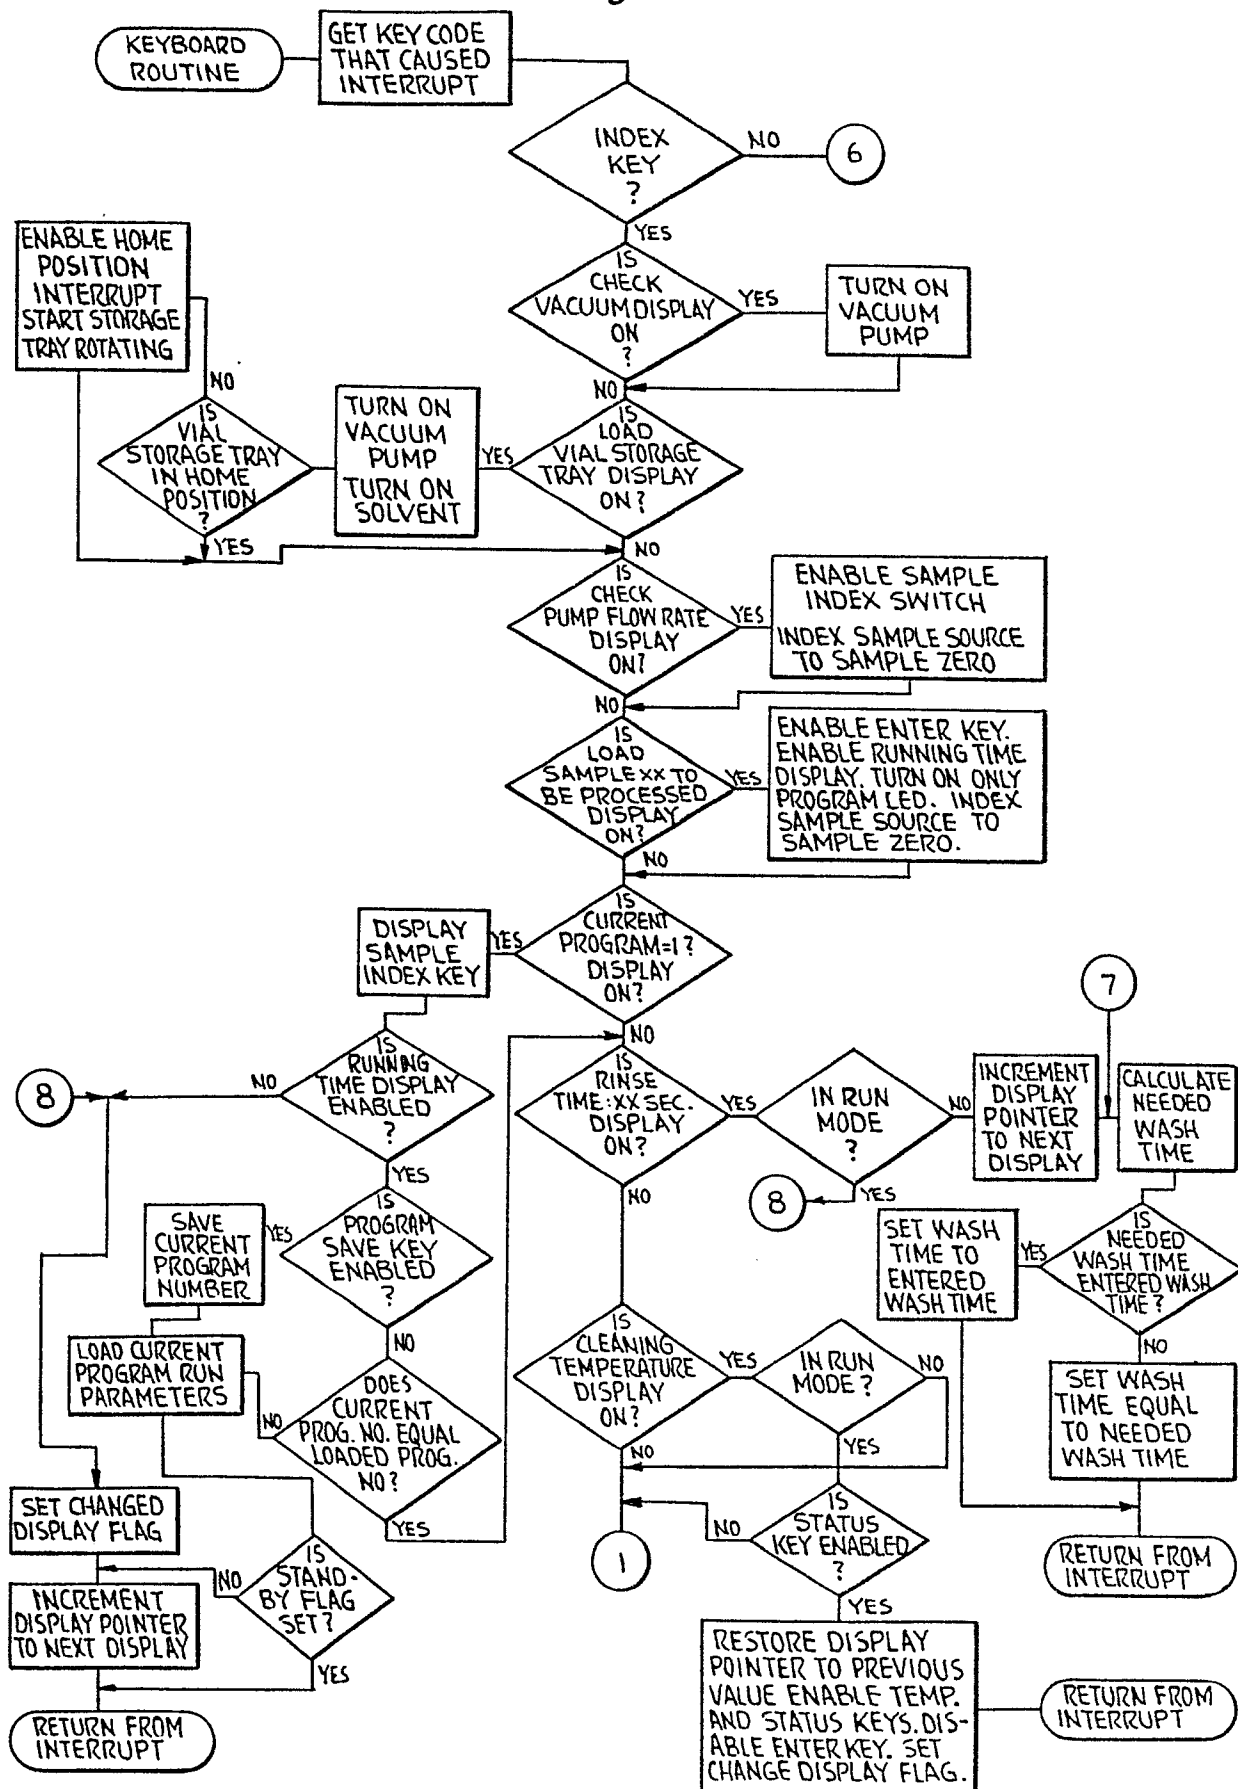 KEYBOARD
ROUTINE
GET KEY CODE
THAT CAUSED
INTERRUPT
INDEX
KEY
?
NO
6
YES
IS
CHECK
VACUUM DISPLAY
ON
?
YES
TURN ON
VACUUM
PUMP
NO
ENABLE HOME
POSITION
INTERRUPT
START STORAGE
TRAY ROTATING
NO
IS
VIAL
STORAGE TRAY
IN HOME
POSITION
?
YES
TURN ON
VACUUM
PUMP
TURN ON
SOLVENT
YES
IS
LOAD
VIAL STORAGE
TRAY DISPLAY
ON?
NO
IS
CHECK
PUMP FLOW RATE
DISPLAY
ON?
YES
ENABLE SAMPLE
INDEX SWITCH
INDEX SAMPLE SOURCE
TO SAMPLE ZERO
NO
IS
LOAD
SAMPLE XX TO
BE PROCESSED
DISPLAY
ON?
YES
ENABLE ENTER KEY.
ENABLE RUNNING TIME
DISPLAY. TURN ON ONLY
PROGRAM LED. INDEX
SAMPLE SOURCE TO
SAMPLE ZERO.
NO
IS
CURRENT
PROGRAM=1?
DISPLAY
ON?
YES
DISPLAY
SAMPLE
INDEX KEY
NO
IS
RUNNING
TIME DISPLAY
ENABLED
?
NO
8
YES
IS
PROGRAM
SAVE KEY
ENABLED
?
YES
SAVE
CURRENT
PROGRAM
NUMBER
NO
LOAD CURRENT
PROGRAM RUN
PARAMETERS
DOES
CURRENT
PROG. NO. EQUAL
LOADED PROG.
NO?
NO
YES
SET CHANGED
DISPLAY FLAG
IS
STAND-
BY FLAG
SET?
NO
YES
INCREMENT
DISPLAY POINTER
TO NEXT DISPLAY
RETURN FROM
INTERRUPT
IS
RINSE
TIME:XX SEC.
DISPLAY
ON?
YES
IN RUN
MODE
?
NO
YES
8
INCREMENT
DISPLAY
POINTER
TO NEXT
DISPLAY
7
CALCULATE
NEEDED
WASH
TIME
IS
NEEDED
WASH TIME
ENTERED WASH
TIME?
YES
SET WASH
TIME TO
ENTERED
WASH TIME
NO
SET WASH
TIME EQUAL
TO NEEDED
WASH TIME
RETURN FROM
INTERRUPT
NO
IS
CLEANING
TEMPERATURE
DISPLAY
ON?
YES
IN RUN
MODE?
NO
NO
YES
IS
STATUS
KEY ENABLED
?
NO
1
YES
RESTORE DISPLAY
POINTER TO PREVIOUS
VALUE ENABLE TEMP.
AND STATUS KEYS. DIS-
ABLE ENTER KEY. SET
CHANGE DISPLAY FLAG.
RETURN FROM
INTERRUPT